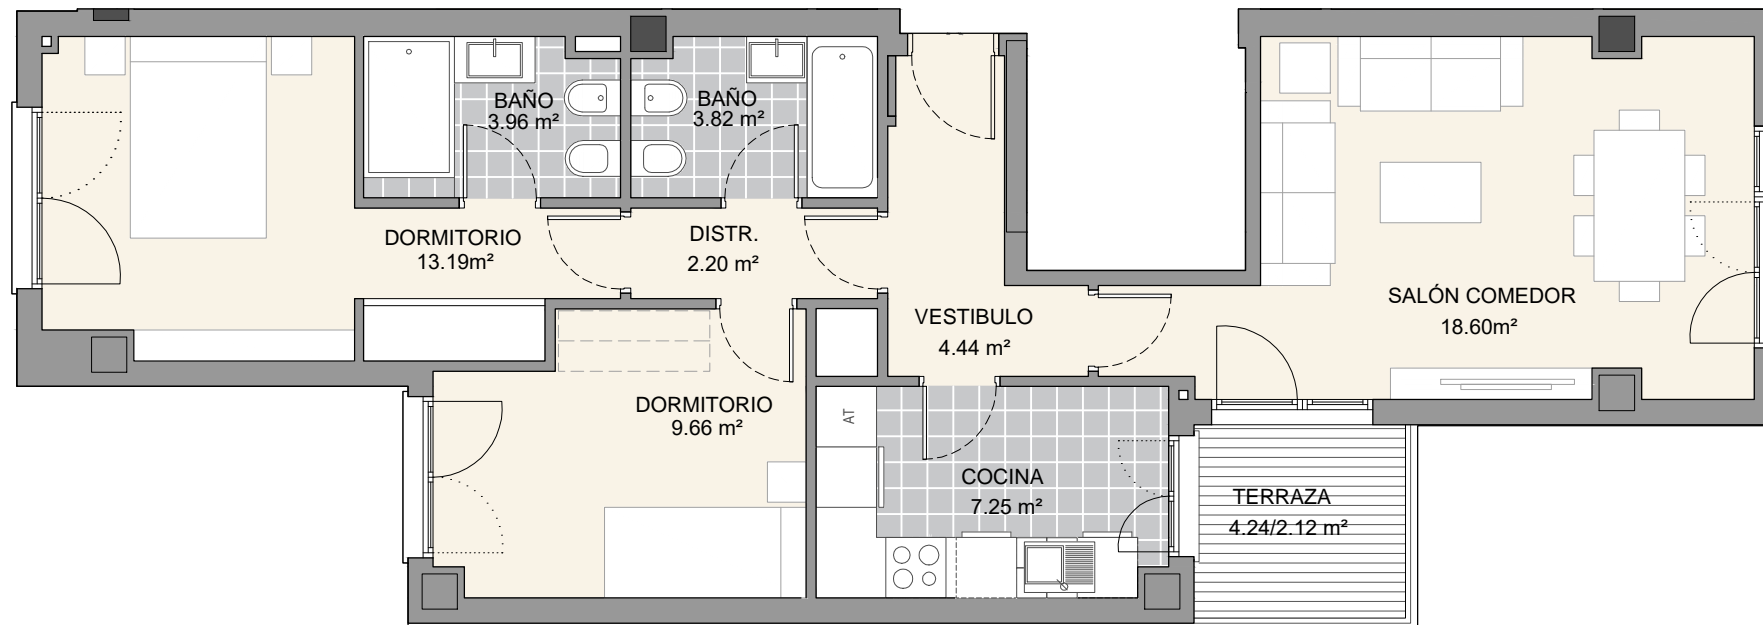 BAÑO
3.96 m²
BAÑO
3.82 m²
DORMITORIO
13.19m²
DISTR.
2.20 m²
VESTIBULO
4.44 m²
SALÓN COMEDOR
18.60m²
DORMITORIO
9.66 m²
AT
COCINA
7.25 m²
TERRAZA
4.24/2.12 m²